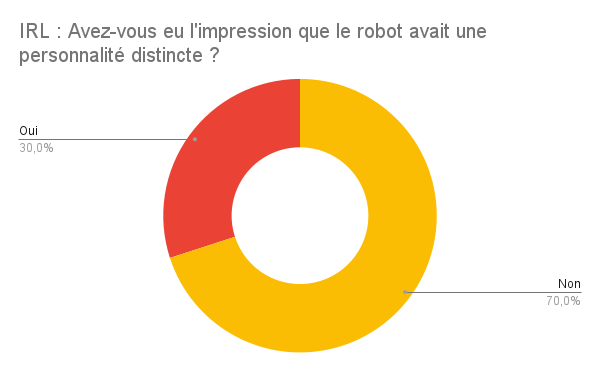 IRL : Avez-vous eu l'impression que le robot avait une
personnalité distincte ?
Oui
30,0%
Non
70,0%